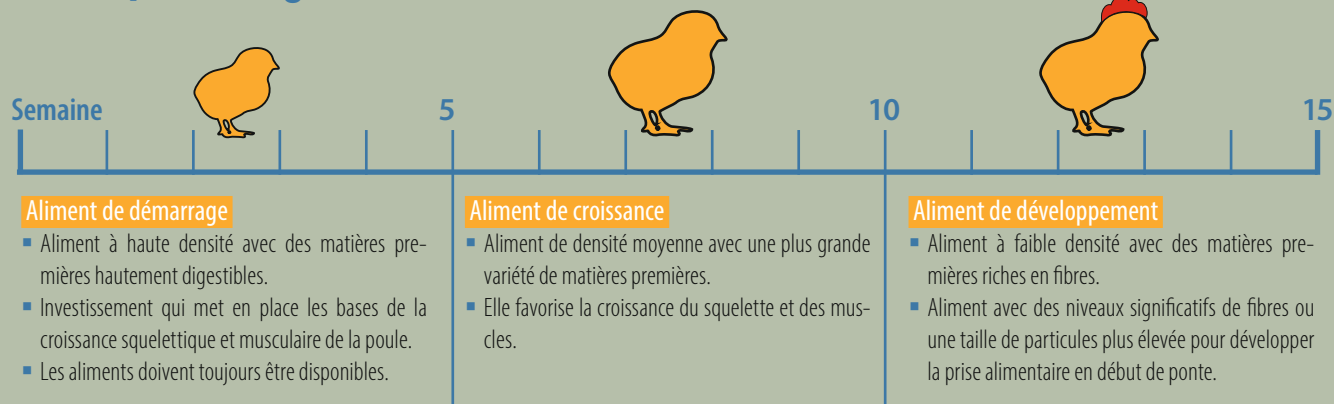 Semaine 5 10 15
Aliment de démarrage
▪ Aliment à haute densité avec des matières pre-
mières hautement digestibles.
▪ Investissement qui met en place les bases de la
croissance squelettique et musculaire de la poule.
▪ Les aliments doivent toujours être disponibles.
Aliment de croissance
▪ Aliment de densité moyenne avec une plus grande
variété de matières premières.
▪ Elle favorise la croissance du squelette et des mus-
cles.
Aliment de développement
▪ Aliment à faible densité avec des matières pre-
mières riches en fibres.
▪ Aliment avec des niveaux significatifs de fibres ou
une taille de particules plus élevée pour développer
la prise alimentaire en début de ponte.